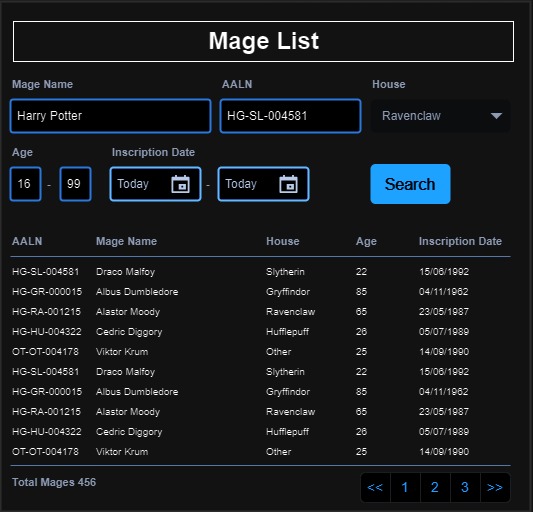 Mage List
Mage Name AALN House
Harry Potter HG-SL-004581 Ravenclaw
Age Inscription Date
16 - 99 Today - Today Search
AALN Mage Name House Age Inscription Date
HG-SL-004581 Draco Malfoy Slytherin 22 15/06/1992
HG-GR-000015 Albus Dumbledore Gryffindor 85 04/11/1962
HG-RA-001215 Alastor Moody Ravenclaw 65 23/05/1987
HG-HU-004322 Cedric Diggory Hufflepuff 26 05/07/1989
OT-OT-004178 Viktor Krum Other 25 14/09/1990
HG-SL-004581 Draco Malfoy Slytherin 22 15/06/1992
HG-GR-000015 Albus Dumbledore Gryffindor 85 04/11/1962
HG-RA-001215 Alastor Moody Ravenclaw 65 23/05/1987
HG-HU-004322 Cedric Diggory Hufflepuff 26 05/07/1989
OT-OT-004178 Viktor Krum Other 25 14/09/1990
Total Mages 456 << 1 2 3 >>